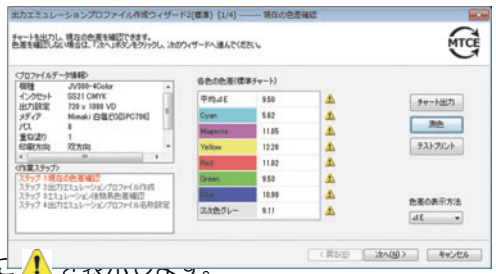 出力エミュレーションプロファイル作成ウィザード2(標準) [1/4] -------- 現在の色差確認
チャートを出力し、現在の色差を確認できます。
色差を確認しない場合は、「次へ」ボタンをクリックし、次のウィザードへ進んでください。
MTCE
<プロファイルデータ情報>
機種 JV300-4Color
インクセット SS21 CMYK
出力設定 720 x 1080 VD
メディア Mimaki 白塩ビG[SPC706]
パス 8
重ね塗り 1
印刷方向 双方向
<作業ステップ>
ステップ 1:現在の色差確認
ステップ 2:出力エミュレーションプロファイル作成
ステップ 3:エミュレーション後簡易色差確認
ステップ 4:出力エミュレーションプロファイル名称設定
各色の色差(標準チャート)
平均⊿E 9.50
Cyan 5.82
Magenta 11.05
Yellow 12.28
Red 11.02
Green 9.53
Blue 10.99
3次色グレー 9.11
チャート出力
測色
テストプリント
色差の表示方法
⊿E
< 戻る(B) 次へ(N) > キャンセル